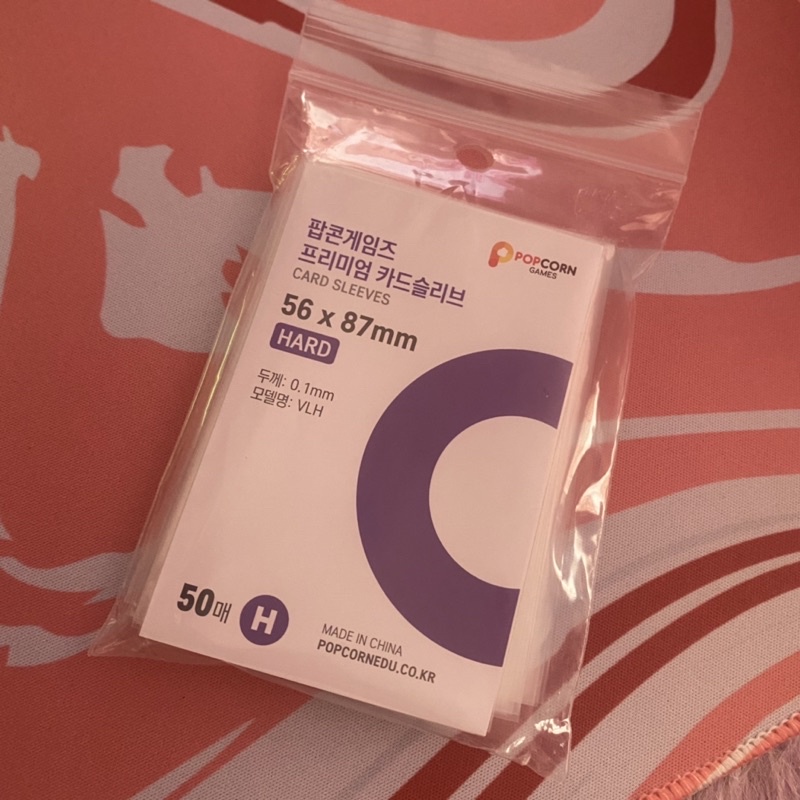 팝콘게임즈
프리미엄 카드슬리브
CARD SLEEVES
56 x 87mm
HARD
두께: 0.1mm
모델명: VLH
POPCORN
GAMES
50매
H
MADE IN CHINA
POPCORNEDU.CO.KR